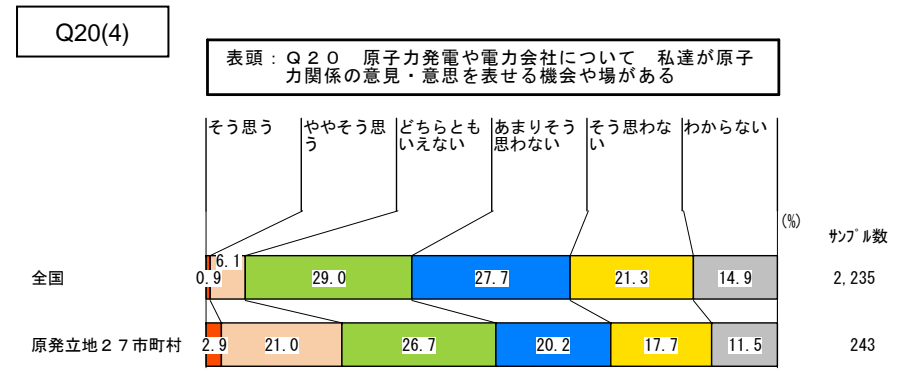 Q20(4)
表頭：Ｑ２０　原子力発電や電力会社について　私達が原子
力関係の意見・意思を表せる機会や場がある
そう思う
ややそう思
う
どちらとも
いえない
あまりそう
思わない
そう思わな
い
わからない
(%)
ｻﾝﾌﾟﾙ数
全国
0.9
6.1
29.0
27.7
21.3
14.9
2,235
原発立地２７市町村
2.9
21.0
26.7
20.2
17.7
11.5
243